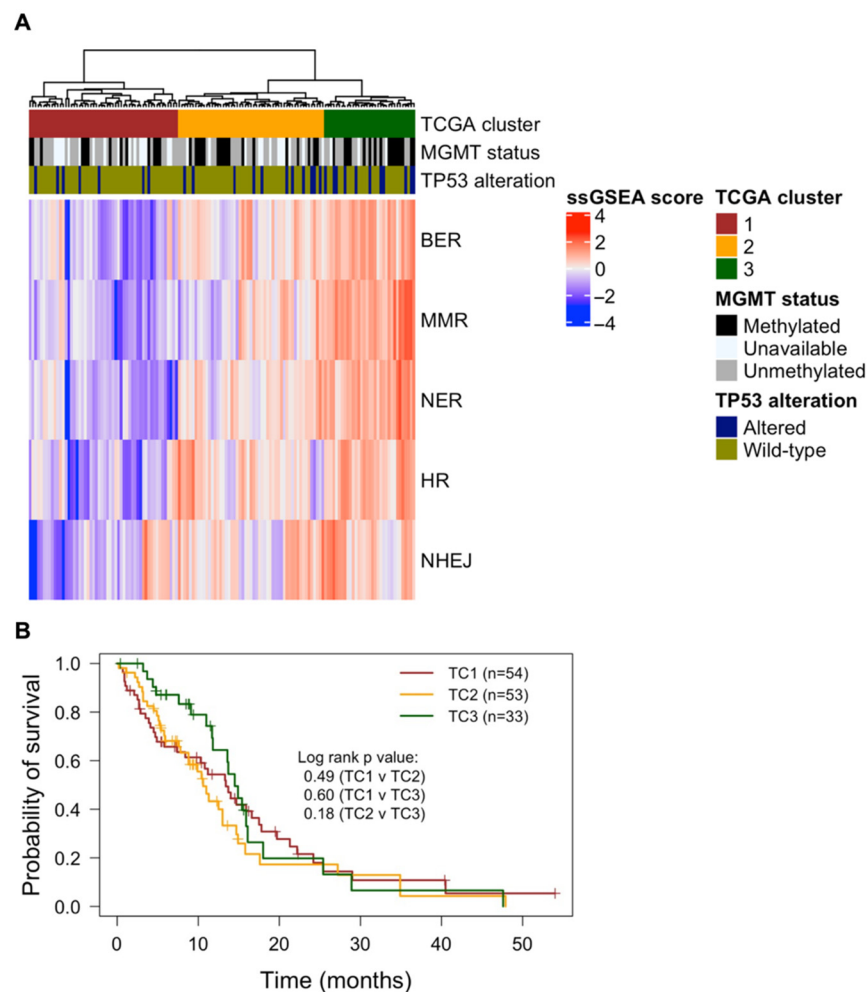 A
TCGA cluster
MGMT status
TP53 alteration
BER
MMR
NER
HR
NHEJ
ssGSEA score
4
2
0
−2
−4
TCGA cluster
1
2
3
MGMT status
Methylated
Unavailable
Unmethylated
TP53 alteration
Altered
Wild-type
B
Probability of survival
1.0
0.8
0.6
0.4
0.2
0.0
TC1 (n=54)
TC2 (n=53)
TC3 (n=33)
Log rank p value:
0.49 (TC1 v TC2)
0.60 (TC1 v TC3)
0.18 (TC2 v TC3)
0 10 20 30 40 50
Time (months)